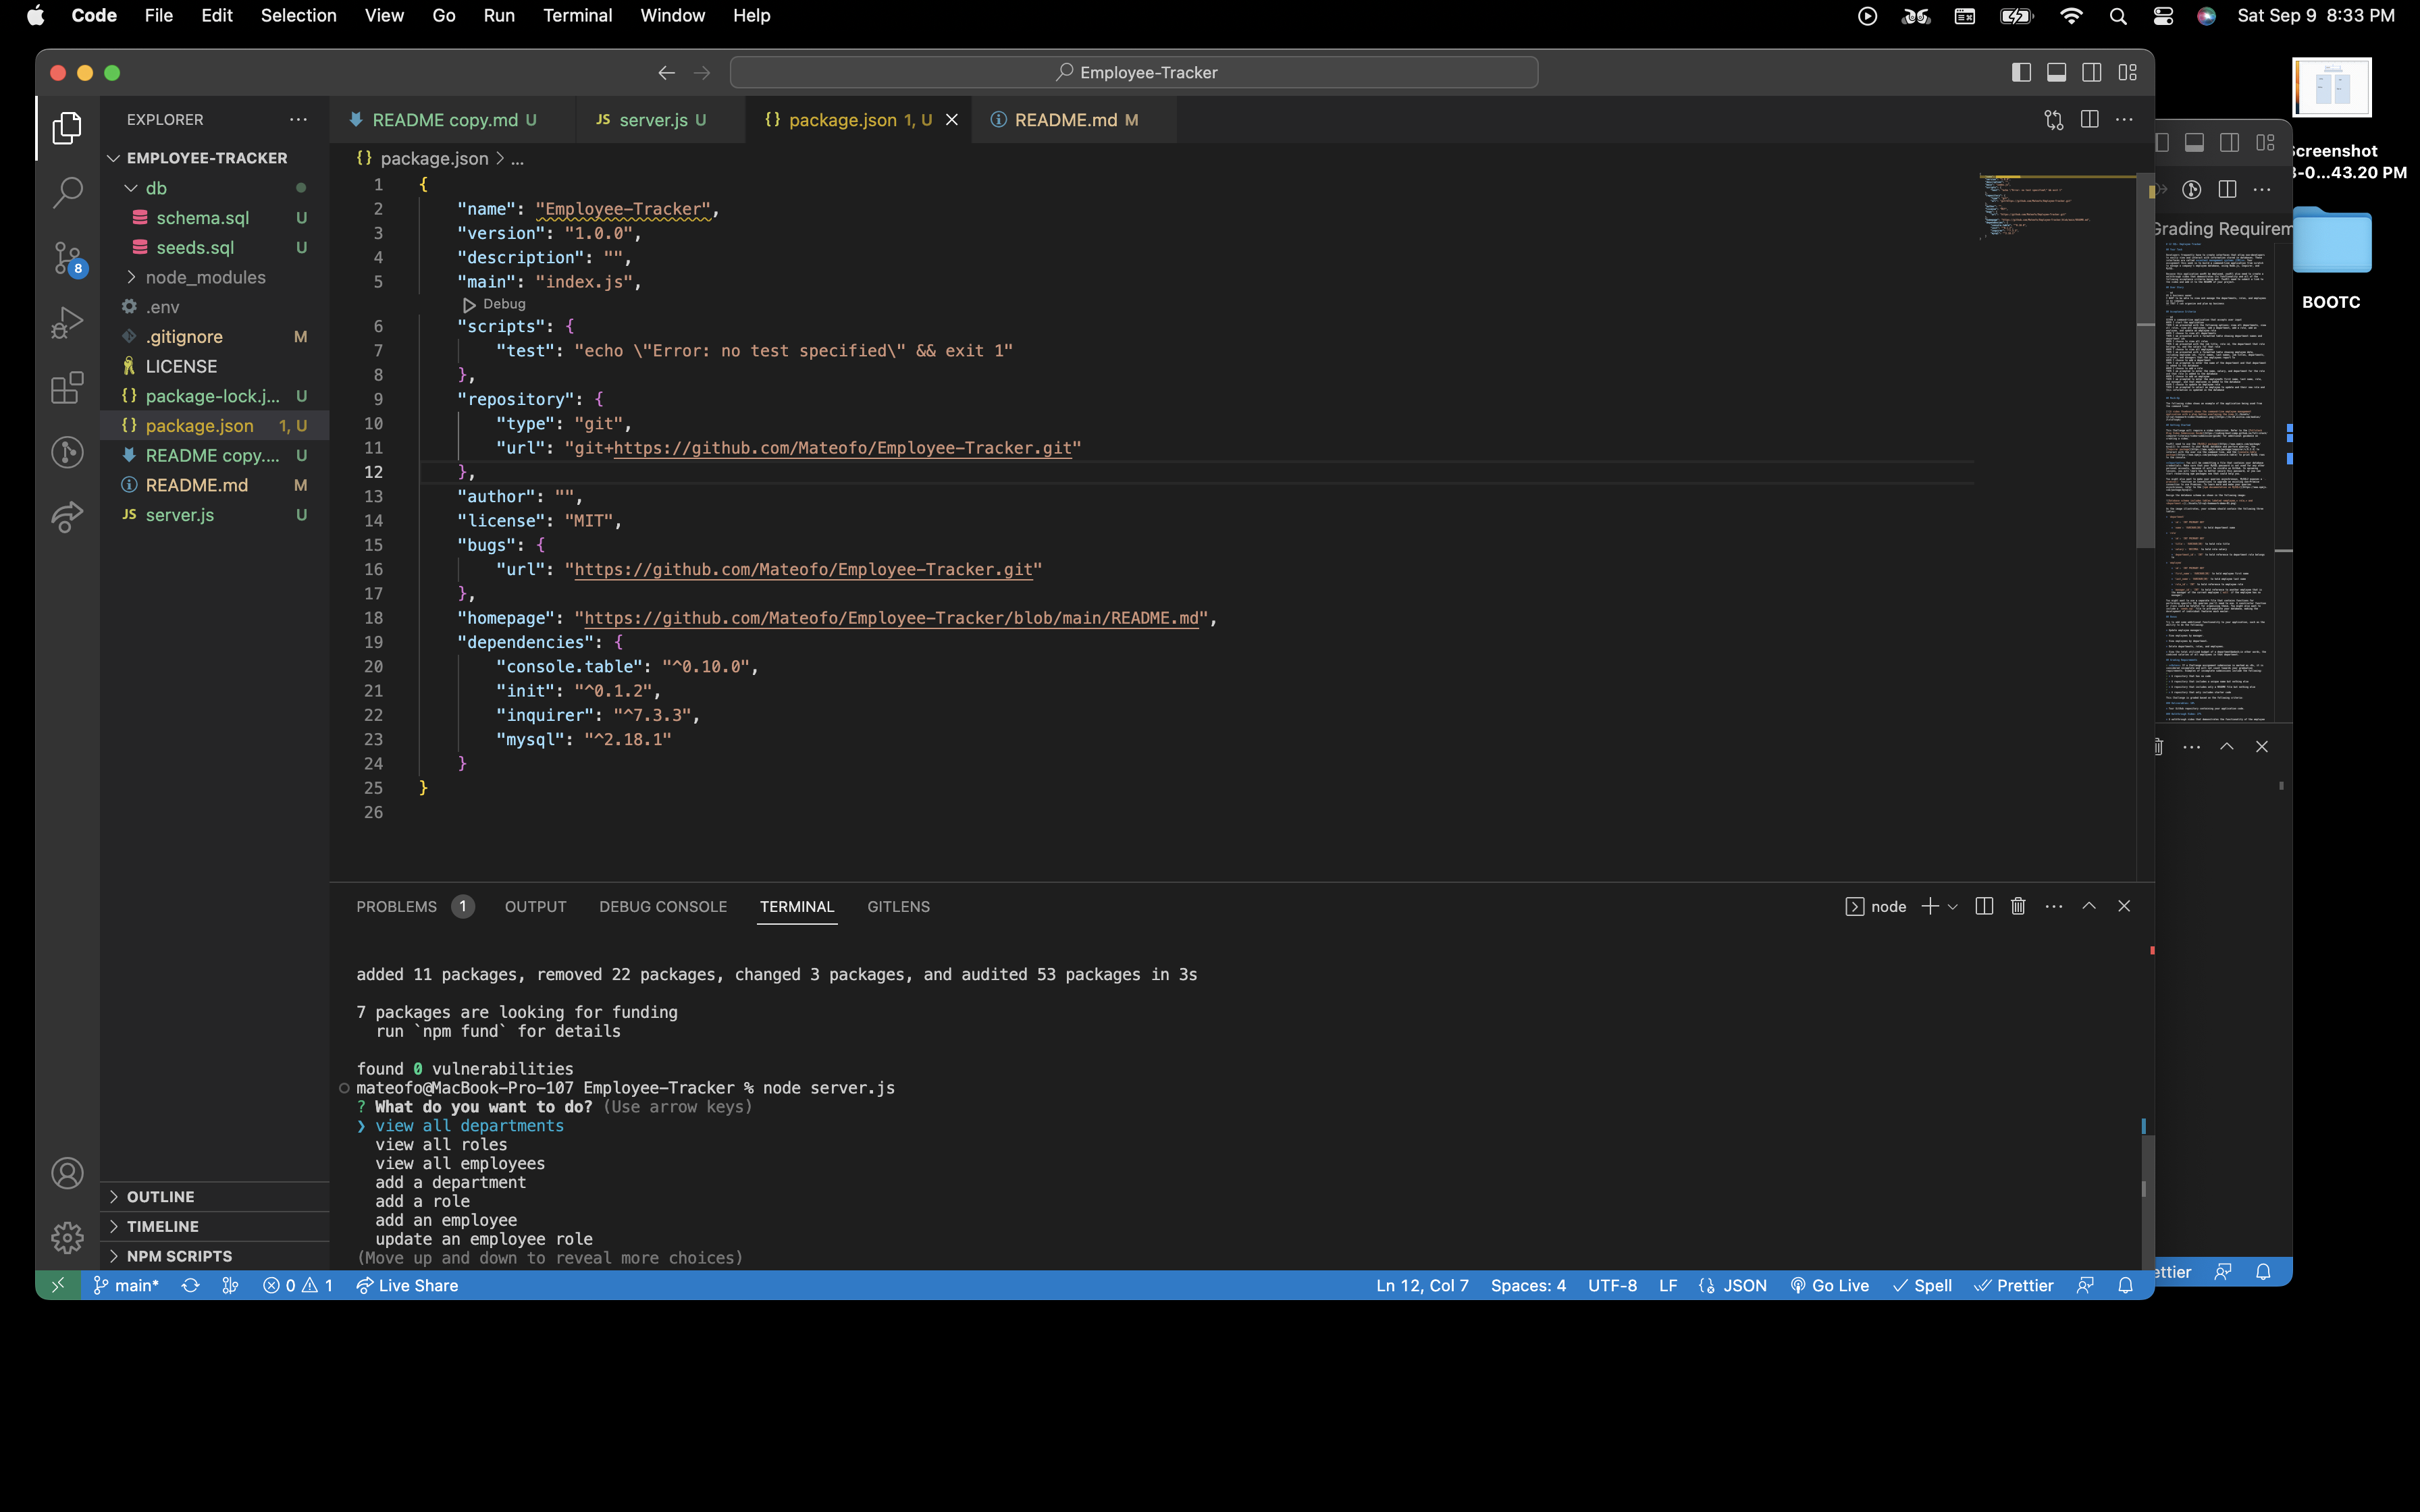 Code File Edit Selection View Go Run Terminal Window Help
Sat Sep 9 8:33 PM
Employee-Tracker
EXPLORER
EMPLOYEE-TRACKER
db
schema.sql U
seeds.sql U
node_modules
.env
.gitignore M
LICENSE
package-lock.j... U
package.json 1, U
README copy.... U
README.md M
server.js U
8
OUTLINE
TIMELINE
NPM SCRIPTS
README copy.md U
JS server.js U
{} package.json 1, U
README.md M
{} package.json > ...
1 {
2 "name": "Employee-Tracker",
3 "version": "1.0.0",
4 "description": "",
5 "main": "index.js",
Debug
6 "scripts": {
7 "test": "echo \"Error: no test specified\" && exit 1"
8 },
9 "repository": {
10 "type": "git",
11 "url": "git+https://github.com/Mateofo/Employee-Tracker.git"
12 },
13 "author": "",
14 "license": "MIT",
15 "bugs": {
16 "url": "https://github.com/Mateofo/Employee-Tracker.git"
17 },
18 "homepage": "https://github.com/Mateofo/Employee-Tracker/blob/main/README.md",
19 "dependencies": {
20 "console.table": "^0.10.0",
21 "init": "^0.1.2",
22 "inquirer": "^7.3.3",
23 "mysql": "^2.18.1"
24 }
25 }
26
PROBLEMS 1 OUTPUT DEBUG CONSOLE TERMINAL GITLENS
node
added 11 packages, removed 22 packages, changed 3 packages, and audited 53 packages in 3s
7 packages are looking for funding
run `npm fund` for details
found 0 vulnerabilities
mateofo@MacBook-Pro-107 Employee-Tracker % node server.js
? What do you want to do? (Use arrow keys)
❯ view all departments
view all roles
view all employees
add a department
add a role
add an employee
update an employee role
(Move up and down to reveal more choices)
main* 0 1 Live Share
Ln 12, Col 7 Spaces: 4 UTF-8 LF {} JSON Go Live Spell Prettier
creenshot
3-0...43.20 PM
Grading Requirem
BOOTC
ettier